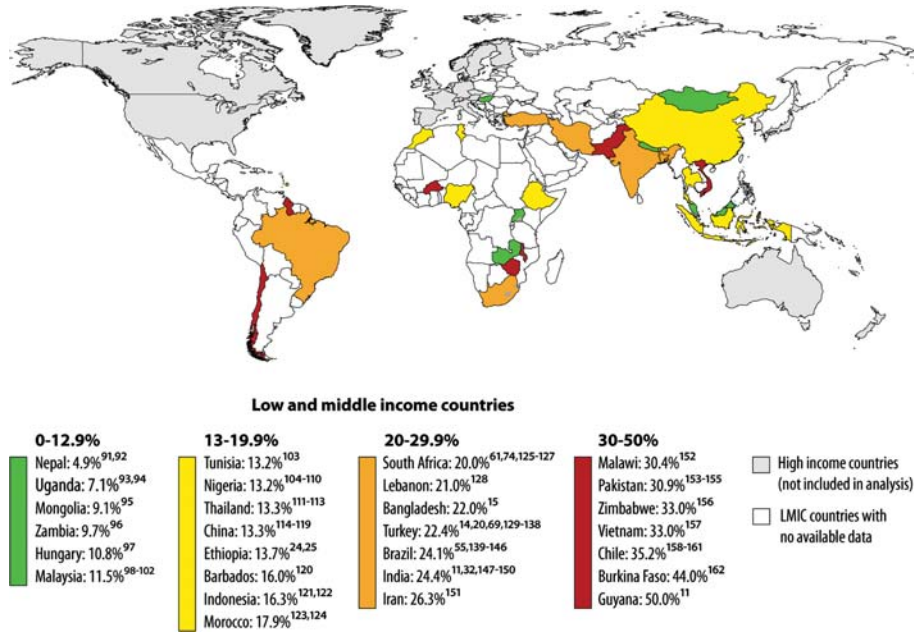 Low and middle income countries
0-12.9%
Nepal: 4.9%91,92
Uganda: 7.1%93,94
Mongolia: 9.1%95
Zambia: 9.7%96
Hungary: 10.8%97
Malaysia: 11.5%98-102
13-19.9%
Tunisia: 13.2%103
Nigeria: 13.2%104-110
Thailand: 13.3%111-113
China: 13.3%114-119
Ethiopia: 13.7%24,25
Barbados: 16.0%120
Indonesia: 16.3%121,122
Morocco: 17.9%123,124
20-29.9%
South Africa: 20.0%61,74,125-127
Lebanon: 21.0%128
Bangladesh: 22.0%15
Turkey: 22.4%14,20,69,129-138
Brazil: 24.1%55,139-146
India: 24.4%11,32,147-150
Iran: 26.3%151
30-50%
Malawi: 30.4%152
Pakistan: 30.9%153-155
Zimbabwe: 33.0%156
Vietnam: 33.0%157
Chile: 35.2%158-161
Burkina Faso: 44.0%162
Guyana: 50.0%11
High income countries
(not included in analysis)
LMIC countries with
no available data